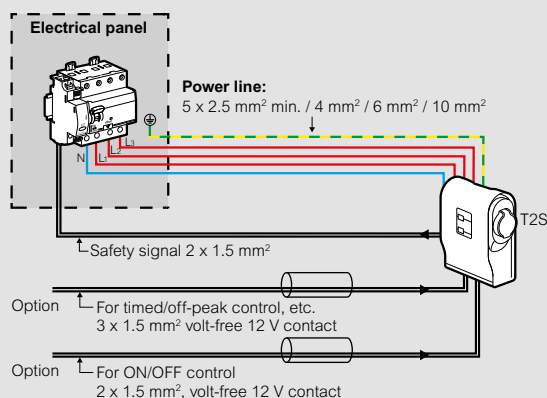 Electrical panel
Power line:
5 x 2.5 mm² min. / 4 mm² / 6 mm² / 10 mm²
L₃
L₂
L₁
N
T2S
Safety signal 2 x 1.5 mm²
Option
For timed/off-peak control, etc.
3 x 1.5 mm² volt-free 12 V contact
Option
For ON/OFF control
2 x 1.5 mm², volt-free 12 V contact